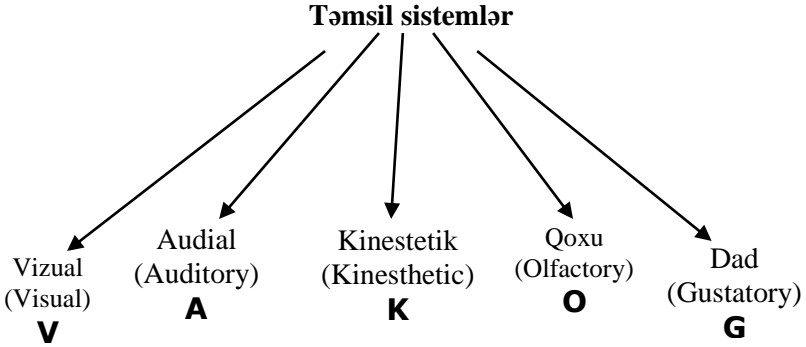 Təmsil sistemlər
Vizual
(Visual)
V
Audial
(Auditory)
A
Kinestetik
(Kinesthetic)
K
Qoxu
(Olfactory)
O
Dad
(Gustatory)
G